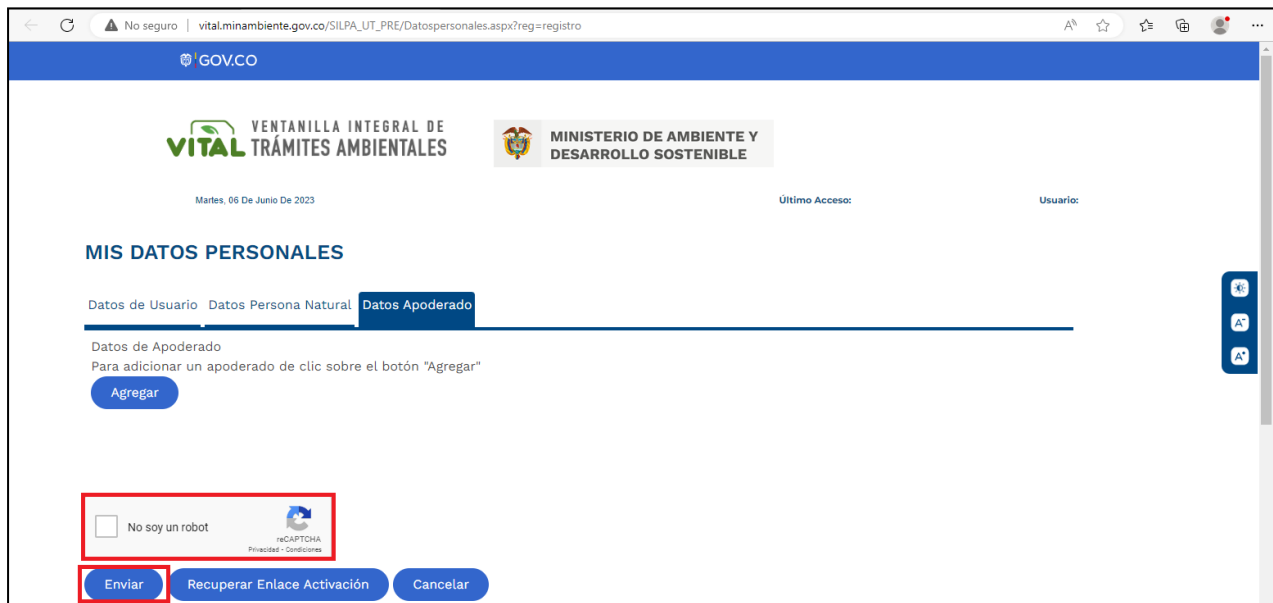 No seguro | vital.minambiente.gov.co/SILPA_UT_PRE/Datospersonales.aspx?reg=registro
GOV.CO
VITAL VENTANILLA INTEGRAL DE
TRÁMITES AMBIENTALES
MINISTERIO DE AMBIENTE Y
DESARROLLO SOSTENIBLE
Martes, 06 De Junio De 2023 Último Acceso: Usuario:
MIS DATOS PERSONALES
Datos de Usuario Datos Persona Natural Datos Apoderado
Datos de Apoderado
Para adicionar un apoderado de clic sobre el botón "Agregar"
Agregar
No soy un robot
reCAPTCHA
Privacidad - Condiciones
Enviar Recuperar Enlace Activación Cancelar
A-
A+